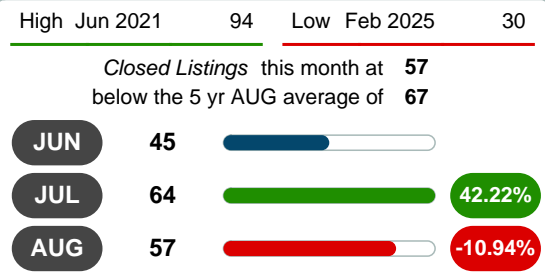 High Jun 2021 94 Low Feb 2025 30
Closed Listings this month at 57
below the 5 yr AUG average of 67
JUN 45
JUL 64 42.22%
AUG 57 -10.94%